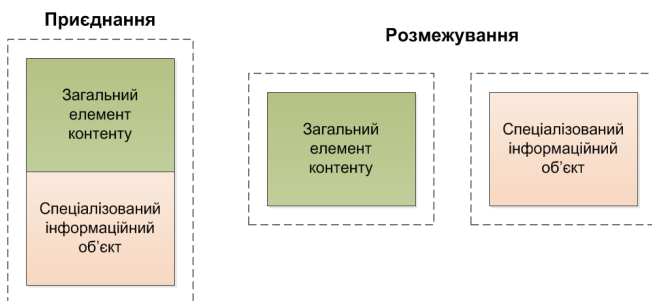 Приєднання
Загальний
елемент
контенту
Спеціалізований
інформаційний
об’єкт
Розмежування
Загальний
елемент
контенту
Спеціалізований
інформаційний
об’єкт